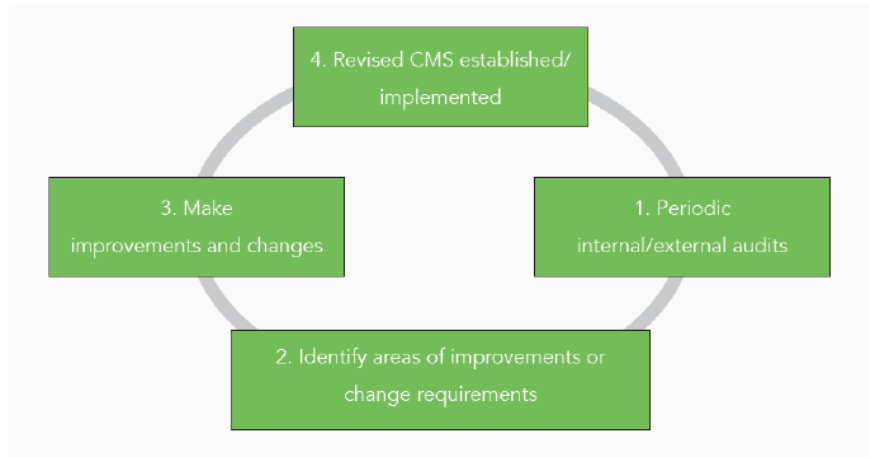 4. Revised CMS established/
implemented
3. Make
improvements and changes
1. Periodic
internal/external audits
2. Identify areas of improvements or
change requirements